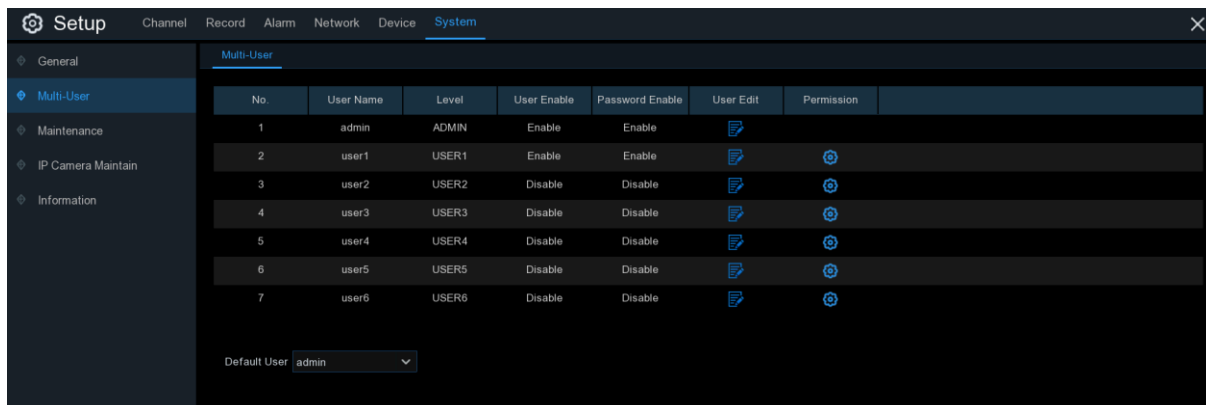 Setup Channel Record Alarm Network Device System
General
Multi-User
Maintenance
IP Camera Maintain
Information
Multi-User
No. User Name Level User Enable Password Enable User Edit Permission
1 admin ADMIN Enable Enable
2 user1 USER1 Enable Enable
3 user2 USER2 Disable Disable
4 user3 USER3 Disable Disable
5 user4 USER4 Disable Disable
6 user5 USER5 Disable Disable
7 user6 USER6 Disable Disable
Default User admin